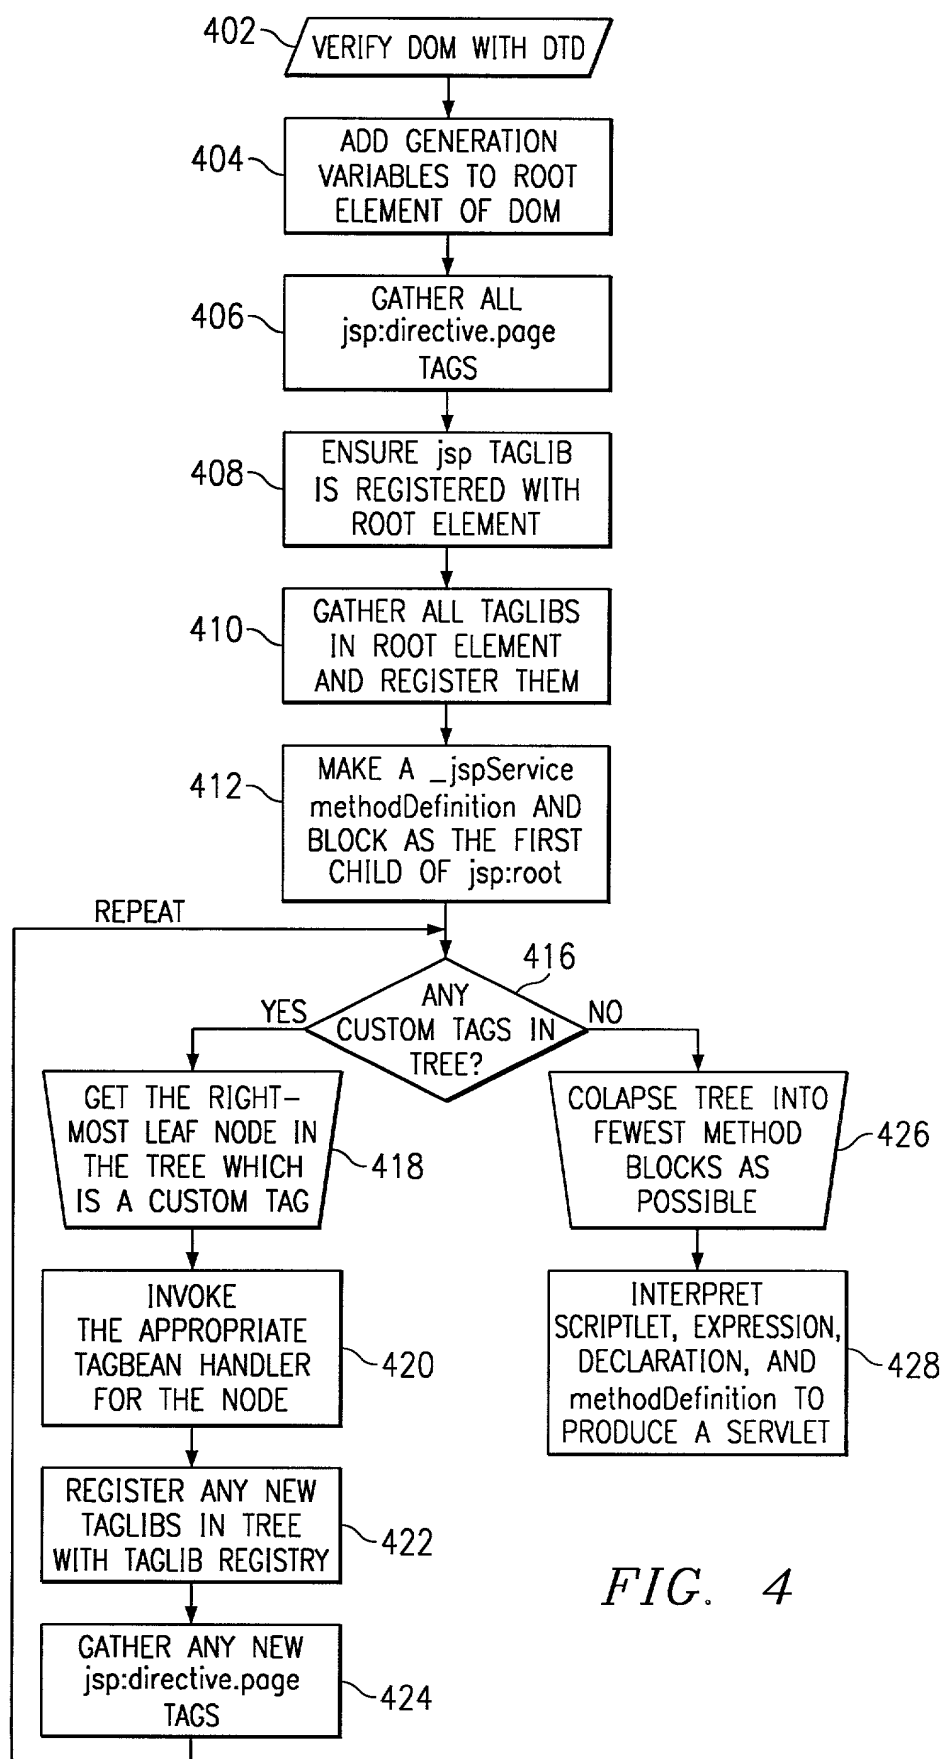 402
VERIFY DOM WITH DTD
404
ADD GENERATION
VARIABLES TO ROOT
ELEMENT OF DOM
406
GATHER ALL
jsp:directive.page
TAGS
408
ENSURE jsp TAGLIB
IS REGISTERED WITH
ROOT ELEMENT
410
GATHER ALL TAGLIBS
IN ROOT ELEMENT
AND REGISTER THEM
412
MAKE A _jspService
methodDefinition AND
BLOCK AS THE FIRST
CHILD OF jsp:root
REPEAT
416
ANY
CUSTOM TAGS IN
TREE?
YES
NO
GET THE RIGHT-
MOST LEAF NODE IN
THE TREE WHICH
IS A CUSTOM TAG
418
COLAPSE TREE INTO
FEWEST METHOD
BLOCKS AS
POSSIBLE
426
INVOKE
THE APPROPRIATE
TAGBEAN HANDLER
FOR THE NODE
420
INTERPRET
SCRIPTLET, EXPRESSION,
DECLARATION, AND
methodDefinition TO
PRODUCE A SERVLET
428
REGISTER ANY NEW
TAGLIBS IN TREE
WITH TAGLIB REGISTRY
422
GATHER ANY NEW
jsp:directive.page
TAGS
424
FIG. 4